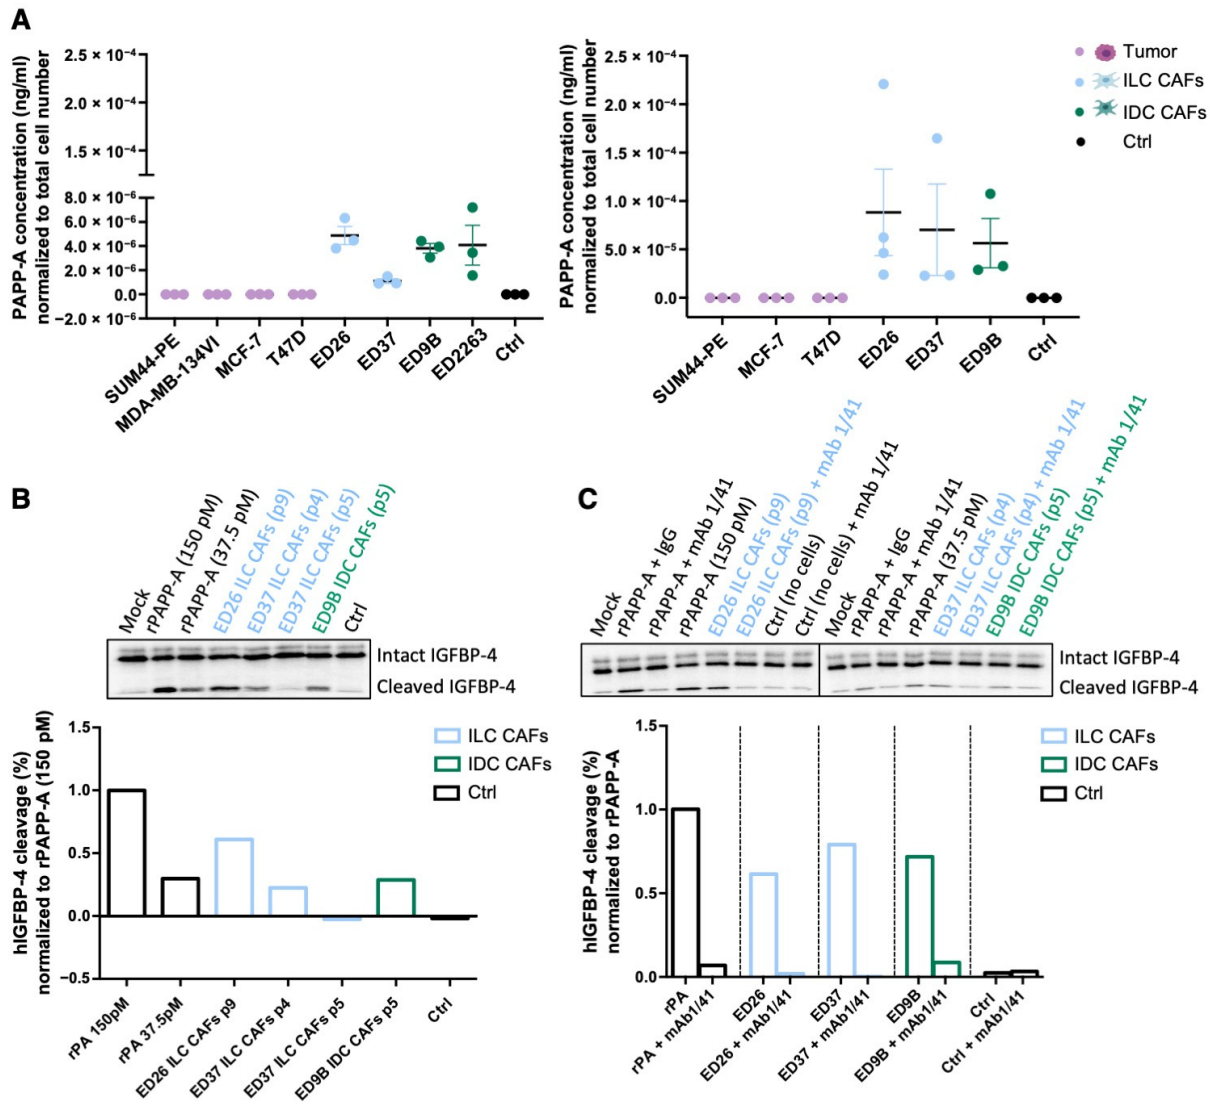 A
PAPP-A concentration (ng/ml)
normalized to total cell number
2.5 × 10⁻⁴
2.0 × 10⁻⁴
1.5 × 10⁻⁴
8.0 × 10⁻⁶
6.0 × 10⁻⁶
4.0 × 10⁻⁶
2.0 × 10⁻⁶
0.0
−2.0 × 10⁻⁶
SUM44-PE
MDA-MB-134VI
MCF-7
T47D
ED26
ED37
ED9B
ED2263
Ctrl
PAPP-A concentration (ng/ml)
normalized to total cell number
2.5 × 10⁻⁴
2.0 × 10⁻⁴
1.5 × 10⁻⁴
1.0 × 10⁻⁴
5.0 × 10⁻⁵
0.0
SUM44-PE
MCF-7
T47D
ED26
ED37
ED9B
Ctrl
Tumor
ILC CAFs
IDC CAFs
Ctrl
B
Mock
rPAPP-A (150 pM)
rPAPP-A (37.5 pM)
ED26 ILC CAFs (p9)
ED37 ILC CAFs (p4)
ED37 ILC CAFs (p5)
ED9B IDC CAFs (p5)
Ctrl
Intact IGFBP-4
Cleaved IGFBP-4
hIGFBP-4 cleavage (%)
normalized to rPAPP-A (150 pM)
1.5
1.0
0.5
0.0
−0.5
rPA 150pM
rPA 37.5pM
ED26 ILC CAFs p9
ED37 ILC CAFs p4
ED37 ILC CAFs p5
ED9B IDC CAFs p5
Ctrl
ILC CAFs
IDC CAFs
Ctrl
C
Mock
rPAPP-A + IgG
rPAPP-A + mAb 1/41
rPAPP-A (150 pM)
ED26 ILC CAFs (p9)
ED26 ILC CAFs (p9) + mAb 1/41
Ctrl (no cells)
Ctrl (no cells) + mAb 1/41
Mock
rPAPP-A + IgG
rPAPP-A + mAb 1/41
rPAPP-A (37.5 pM)
ED37 ILC CAFs (p4)
ED37 ILC CAFs (p4) + mAb 1/41
ED9B IDC CAFs (p5)
ED9B IDC CAFs (p5) + mAb 1/41
Intact IGFBP-4
Cleaved IGFBP-4
hIGFBP-4 cleavage (%)
normalized to rPAPP-A
1.5
1.0
0.5
0.0
rPA
rPA + mAb1/41
ED26
ED26 + mAb1/41
ED37
ED37 + mAb1/41
ED9B
ED9B + mAb1/41
Ctrl
Ctrl + mAb1/41
ILC CAFs
IDC CAFs
Ctrl